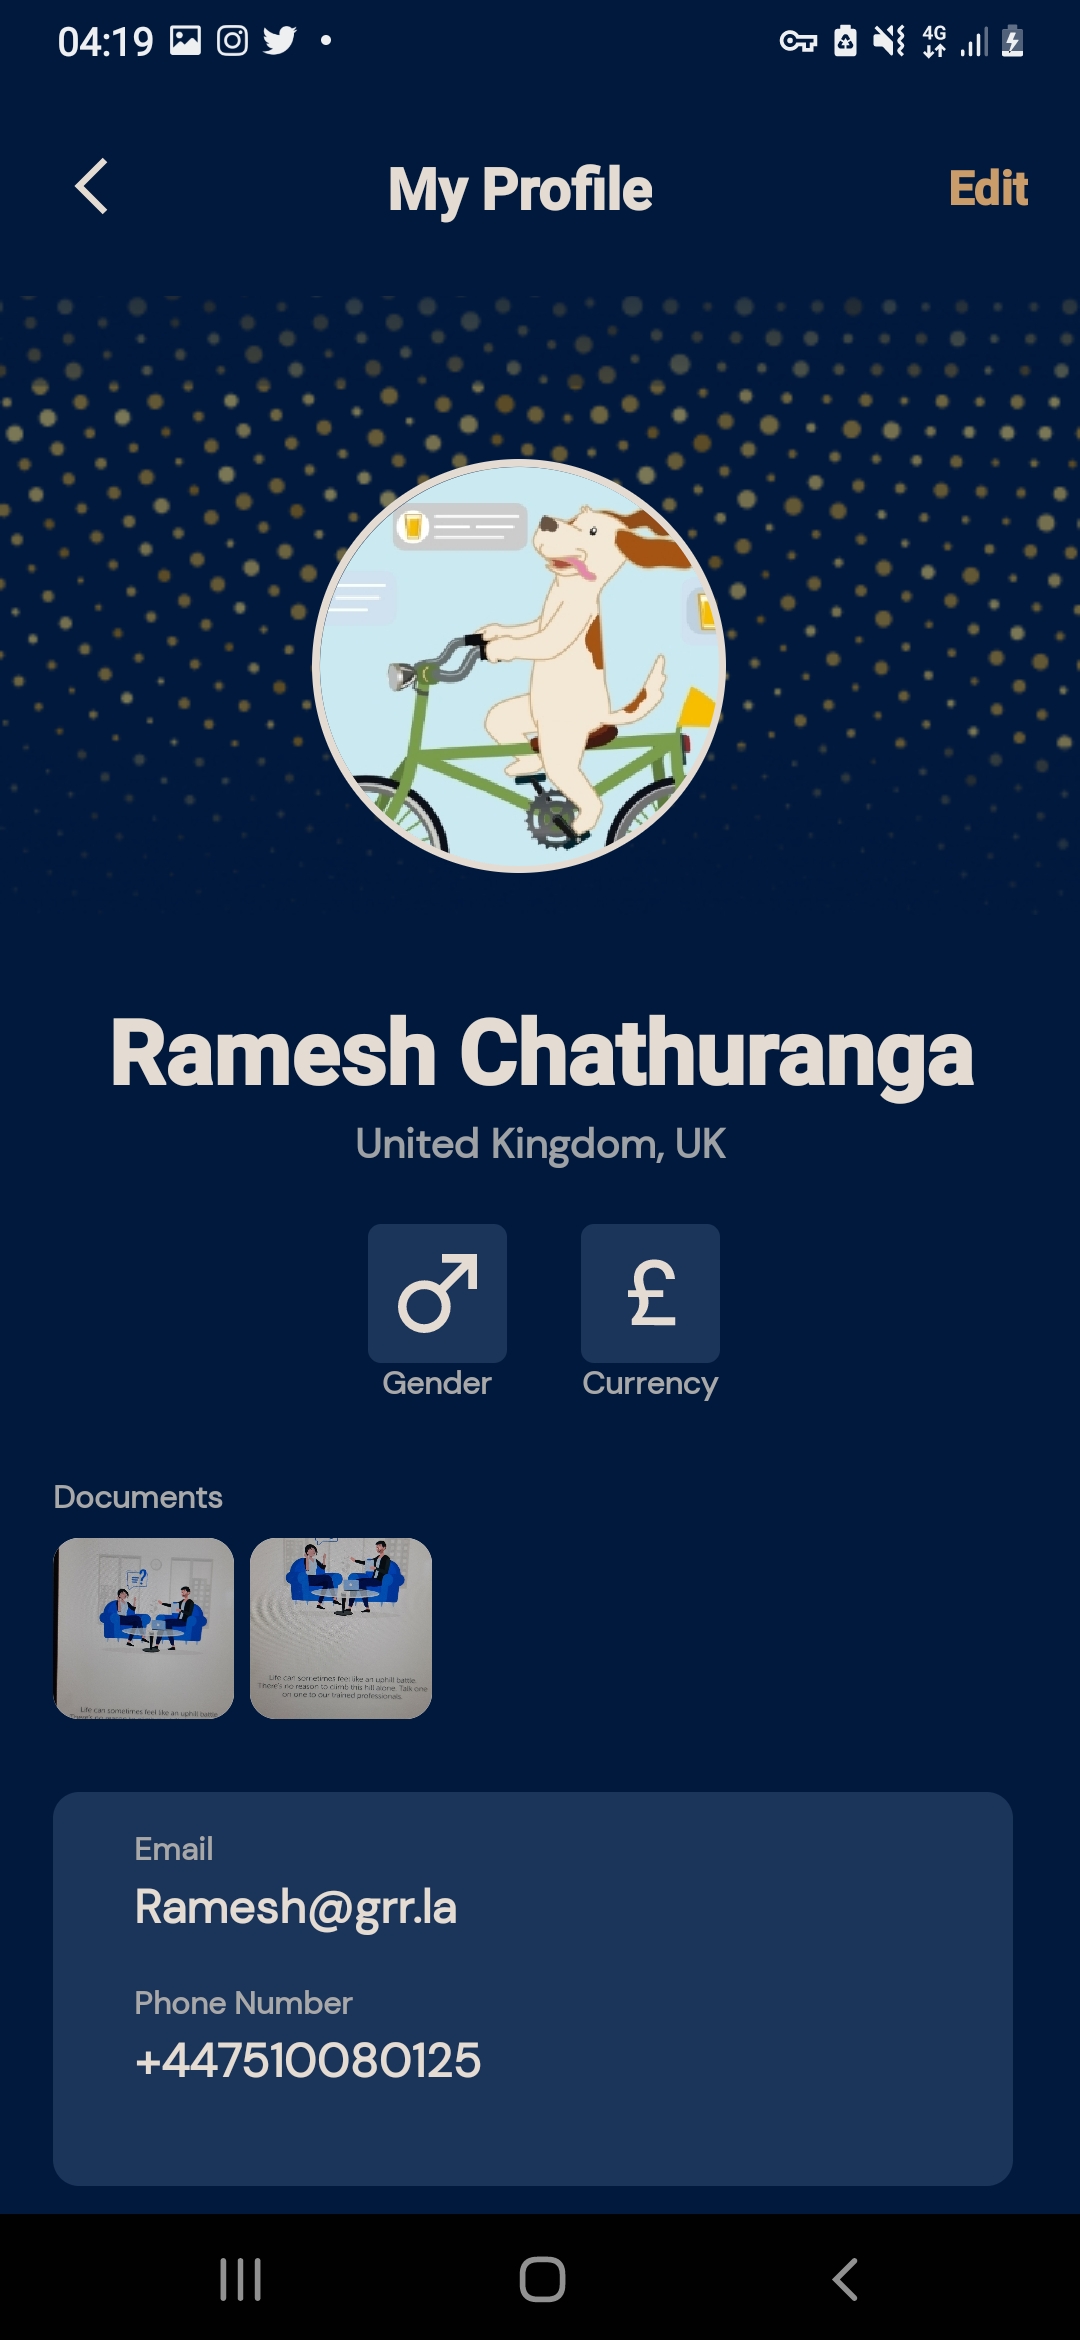 04:19
4G
My Profile
Edit
Ramesh Chathuranga
United Kingdom, UK
£
Gender
Currency
Documents
Life can sometimes feel like an uphill battle.
Life can sometimes feel like an uphill battle.
There's no reason to climb this hill alone. Talk one
on one to our trained professionals.
Email
Ramesh@grr.la
Phone Number
+447510080125